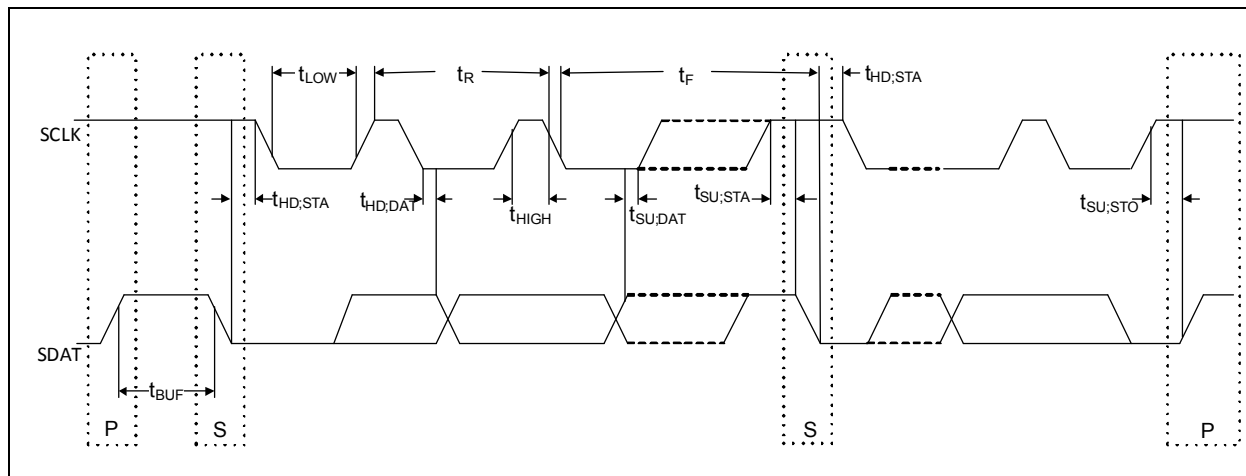 tLOW
tR
tF
tHD;STA
SCLK
tHD;STA
tHD;DAT
tHIGH
tSU;DAT
tSU;STA
tSU;STO
SDAT
tBUF
P
S
S
P